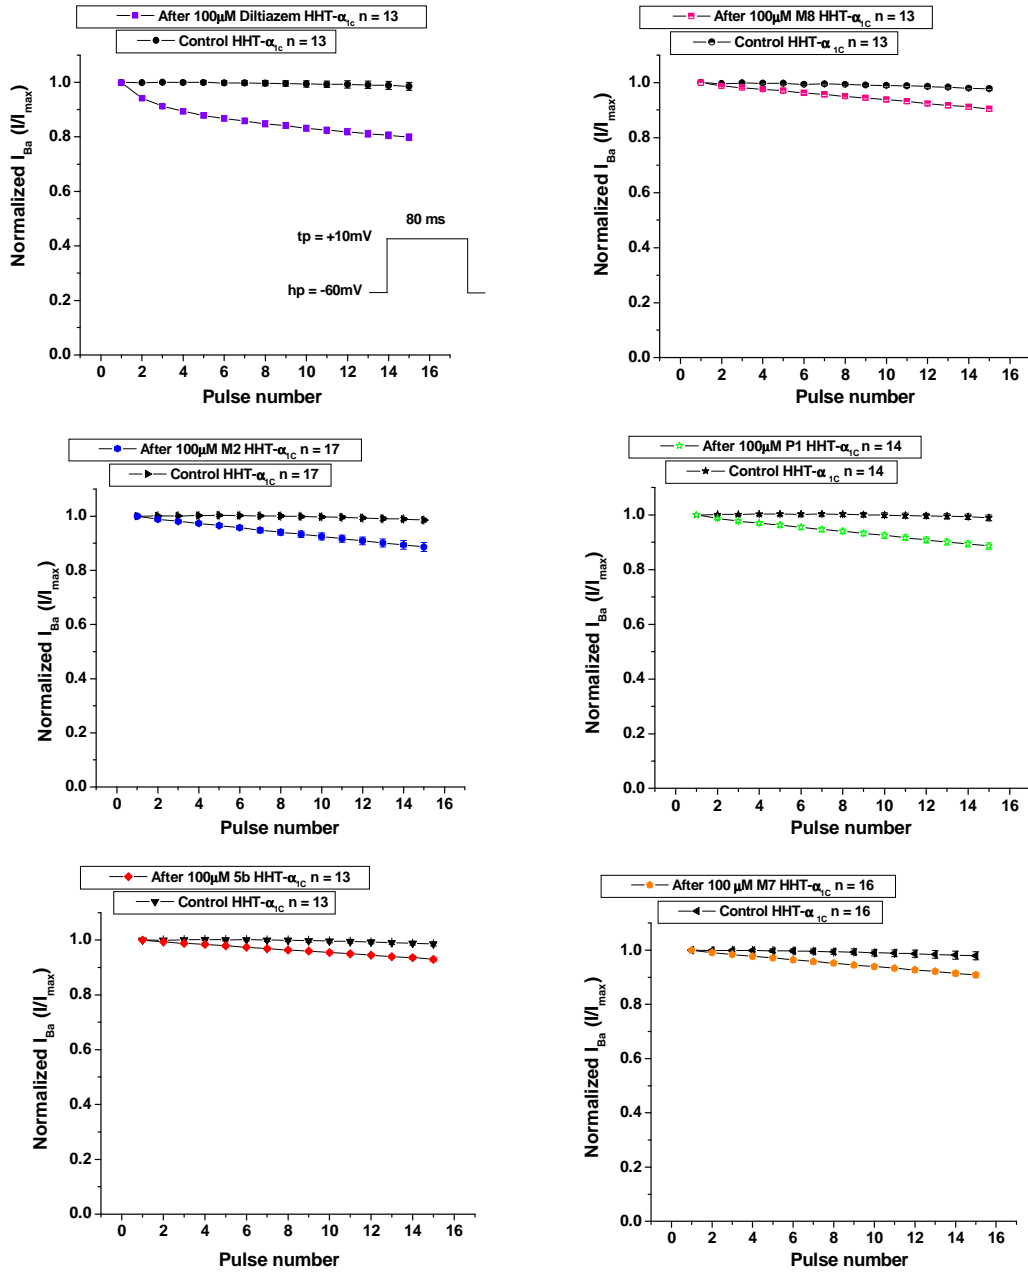 After 100μM Diltiazem HHT-α1c n = 13
Control HHT-α1c n = 13
Normalized IBa (I/Imax)
1.0
0.8
0.6
0.4
0.2
0.0
80 ms
tp = +10mV
hp = -60mV
0 2 4 6 8 10 12 14 16
Pulse number
After 100μM M8 HHT-α1C n = 13
Control HHT-α1C n = 13
Normalized IBa (I/Imax)
1.0
0.8
0.6
0.4
0.2
0.0
0 2 4 6 8 10 12 14 16
Pulse number
After 100μM M2 HHT-α1C n = 17
Control HHT-α1C n = 17
Normalized IBa (I/Imax)
1.0
0.8
0.6
0.4
0.2
0.0
0 2 4 6 8 10 12 14 16
Pulse number
After 100μM P1 HHT-α1C n = 14
Control HHT-α1C n = 14
Normalized IBa (I/Imax)
1.0
0.8
0.6
0.4
0.2
0.0
0 2 4 6 8 10 12 14 16
Pulse number
After 100μM 5b HHT-α1C n = 13
Control HHT-α1C n = 13
Normalized IBa (I/Imax)
1.0
0.8
0.6
0.4
0.2
0.0
0 2 4 6 8 10 12 14 16
Pulse number
After 100 μM M7 HHT-α1C n = 16
Control HHT-α1C n = 16
Normalized IBa (I/Imax)
1.0
0.8
0.6
0.4
0.2
0.0
0 2 4 6 8 10 12 14 16
Pulse number